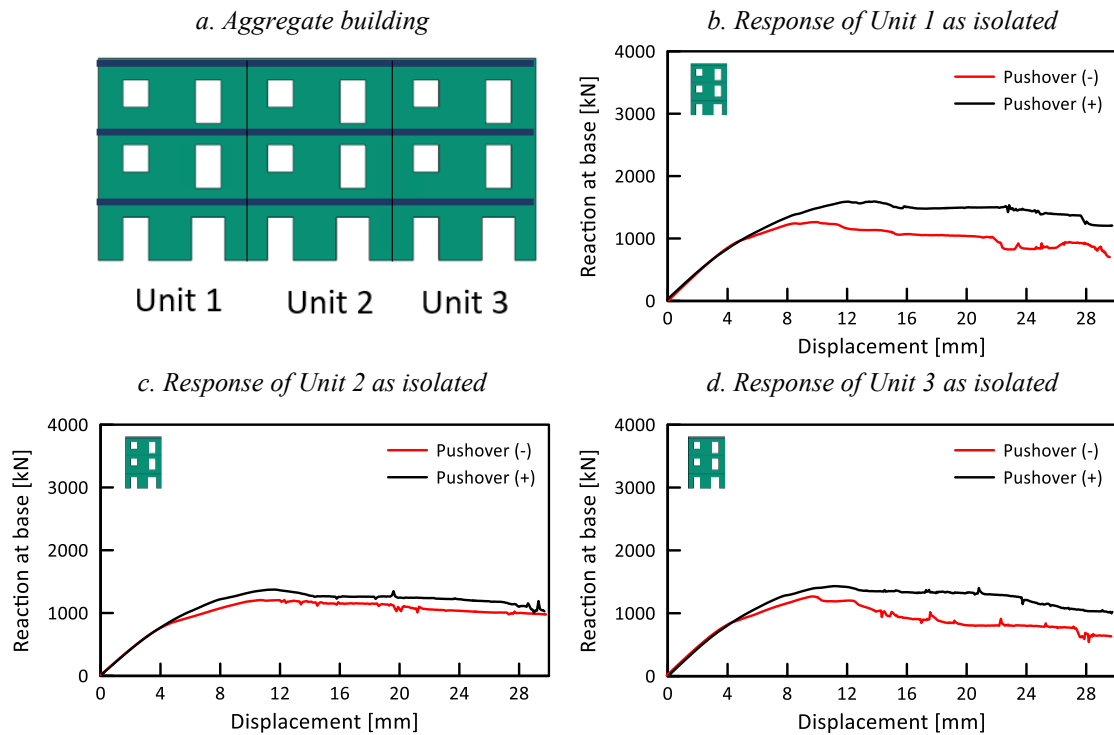 a. Aggregate building
Unit 1
Unit 2
Unit 3
b. Response of Unit 1 as isolated
Reaction at base [kN]
4000
3000
2000
1000
0
Pushover (-)
Pushover (+)
0 4 8 12 16 20 24 28
Displacement [mm]
c. Response of Unit 2 as isolated
Reaction at base [kN]
4000
3000
2000
1000
0
Pushover (-)
Pushover (+)
0 4 8 12 16 20 24 28
Displacement [mm]
d. Response of Unit 3 as isolated
Reaction at base [kN]
4000
3000
2000
1000
0
Pushover (-)
Pushover (+)
0 4 8 12 16 20 24 28
Displacement [mm]